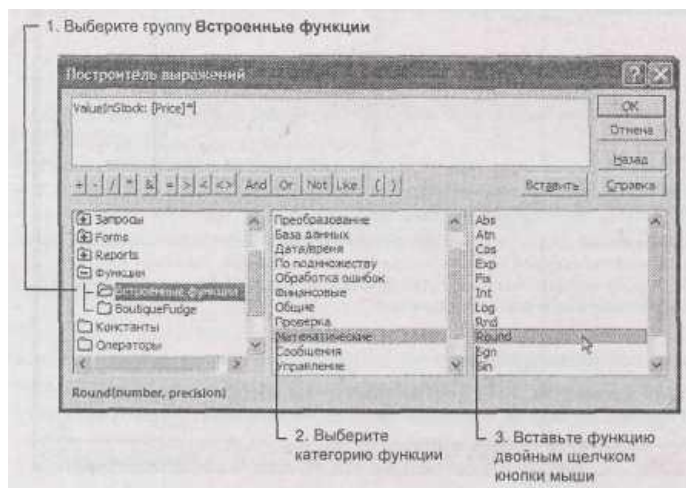 1. Выберите группу Встроенные функции
Построитель выражений
ValueInStock: [Price]*
OK
Отмена
Назад
Справка
+ - / * & = > < <> And Or Not Like ( )
Вставить
Запросы
Forms
Reports
Функции
Встроенные функции
BoutiqueFudge
Константы
Операторы
Преобразование
База данных
Дата/время
По подмножеству
Обработка ошибок
Финансовые
Общие
Проверка
Математические
Сообщения
Управление
Abs
Atn
Cos
Exp
Fix
Int
Log
Rnd
Round
Sgn
Sin
Round(number, precision)
2. Выберите
категорию функции
3. Вставьте функцию
двойным щелчком
кнопки мыши